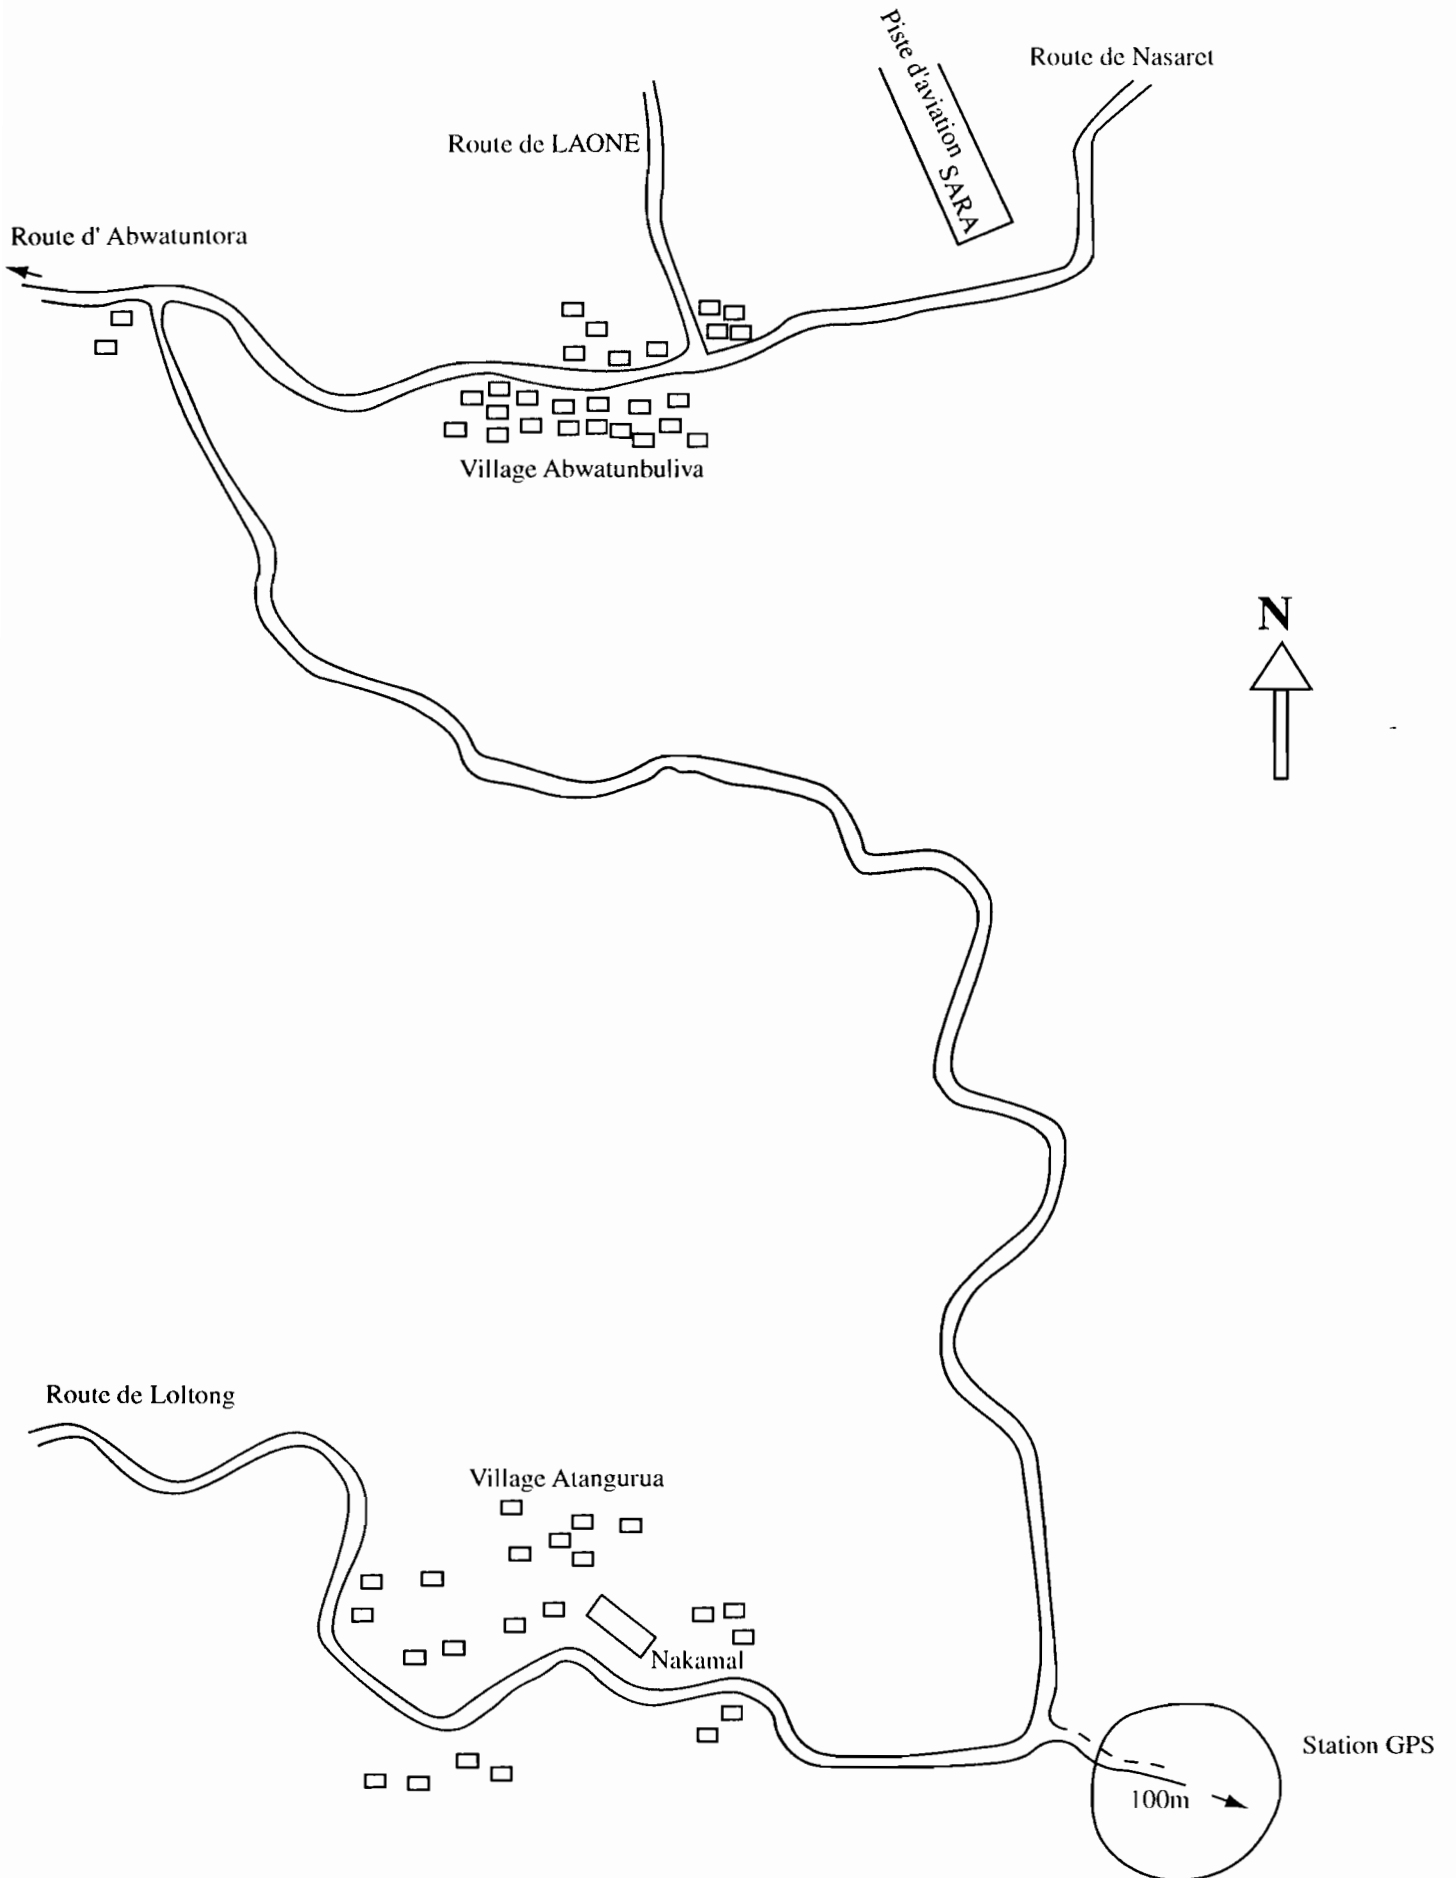 Piste d'aviation SARA
Route de Nasaret
Route de LAONE
Route d' Abwatuntora
Village Abwatunbuliva
N
Route de Loltong
Village Atangurua
Nakamal
Station GPS
100m